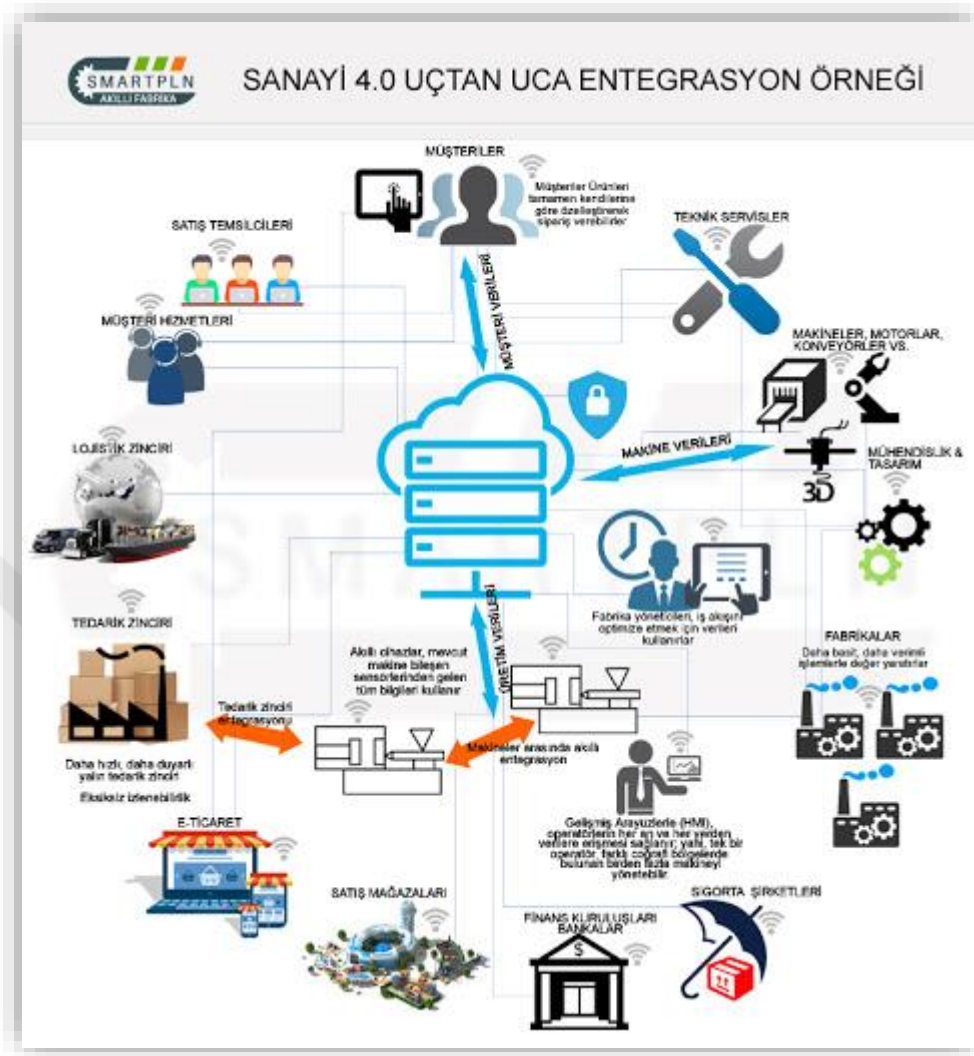 SMARTPLN
AKILLI FABRİKA
SANAYİ 4.0 UÇTAN UCA ENTEGRASYON ÖRNEĞİ
MÜŞTERİLER
Müşteriler Ürünleri
tamamen kendilerine
göre özelleştirerek
sipariş verebilirler
SATIŞ TEMSİLCİLERİ
TEKNİK SERVİSLER
MÜŞTERİ HİZMETLERİ
MÜŞTERİ VERİLERİ
MAKİNELER, MOTORLAR,
KONVEYÖRLER VS.
MAKİNE VERİLERİ
LOJİSTİK ZİNCİRİ
3D
MÜHENDİSLİK &
TASARIM
SMARTPLN
Fabrika yöneticileri, iş akışını
optimize etmek için verileri
kullanırlar
TEDARİK ZİNCİRİ
ÜRETİM VERİLERİ
FABRİKALAR
Daha basit, daha verimli
işlemlerle değer yaratırlar
Akıllı cihazlar, mevcut
makine bileşen
sensörlerinden gelen
tüm bilgileri kullanır
Tedarik zinciri
entegrasyonu
Makineler arasında akıllı
entegrasyon
Daha hızlı, daha duyarlı
yalın tedarik zinciri
Eksiksiz izlenebilirlik
Gelişmiş Arayüzlerle (HMI),
operatörlerin her an ve her yerden
verilere erişmesi sağlanır; yani, tek bir
operatör, farklı coğrafi bölgelerde
bulunan birden fazla makineyi
yönetebilir.
E-TİCARET
SATIŞ MAĞAZALARI
FİNANS KURULUŞLARI
BANKALAR
$
SİGORTA ŞİRKETLERİ